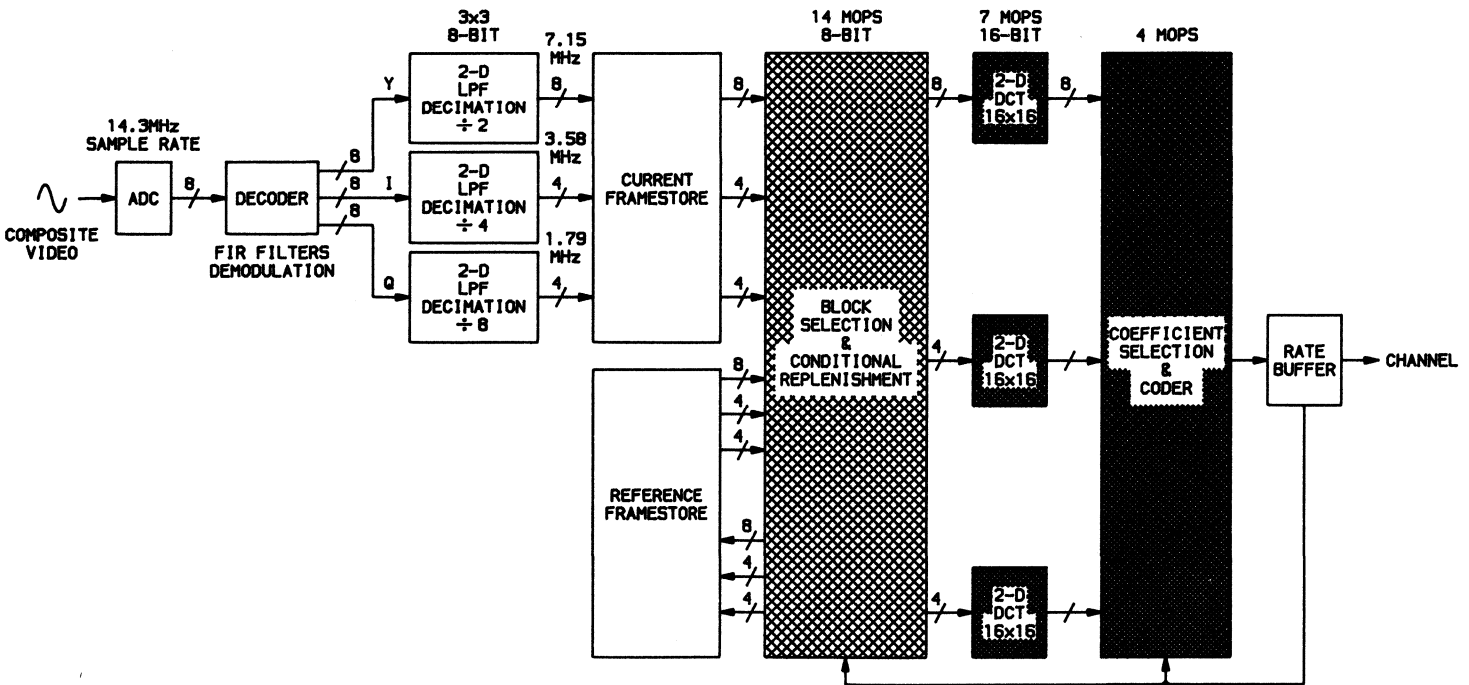 COMPOSITE
VIDEO
14.3MHz
SAMPLE RATE
ADC
8
DECODER
FIR FILTERS
DEMODULATION
8
8
8
Y
I
Q
3x3
8-BIT
2-D
LPF
DECIMATION
÷ 2
2-D
LPF
DECIMATION
÷ 4
2-D
LPF
DECIMATION
÷ 8
7.15
MHz
8
3.58
MHz
4
1.79
MHz
4
CURRENT
FRAMESTORE
8
4
4
REFERENCE
FRAMESTORE
8
4
4
8
4
4
14 MOPS
8-BIT
BLOCK
SELECTION
&
CONDITIONAL
REPLENISHMENT
8
4
4
7 MOPS
16-BIT
2-D
DCT
16x16
2-D
DCT
16x16
2-D
DCT
16x16
8
4 MOPS
COEFFICIENT
SELECTION
&
CODER
RATE
BUFFER
CHANNEL